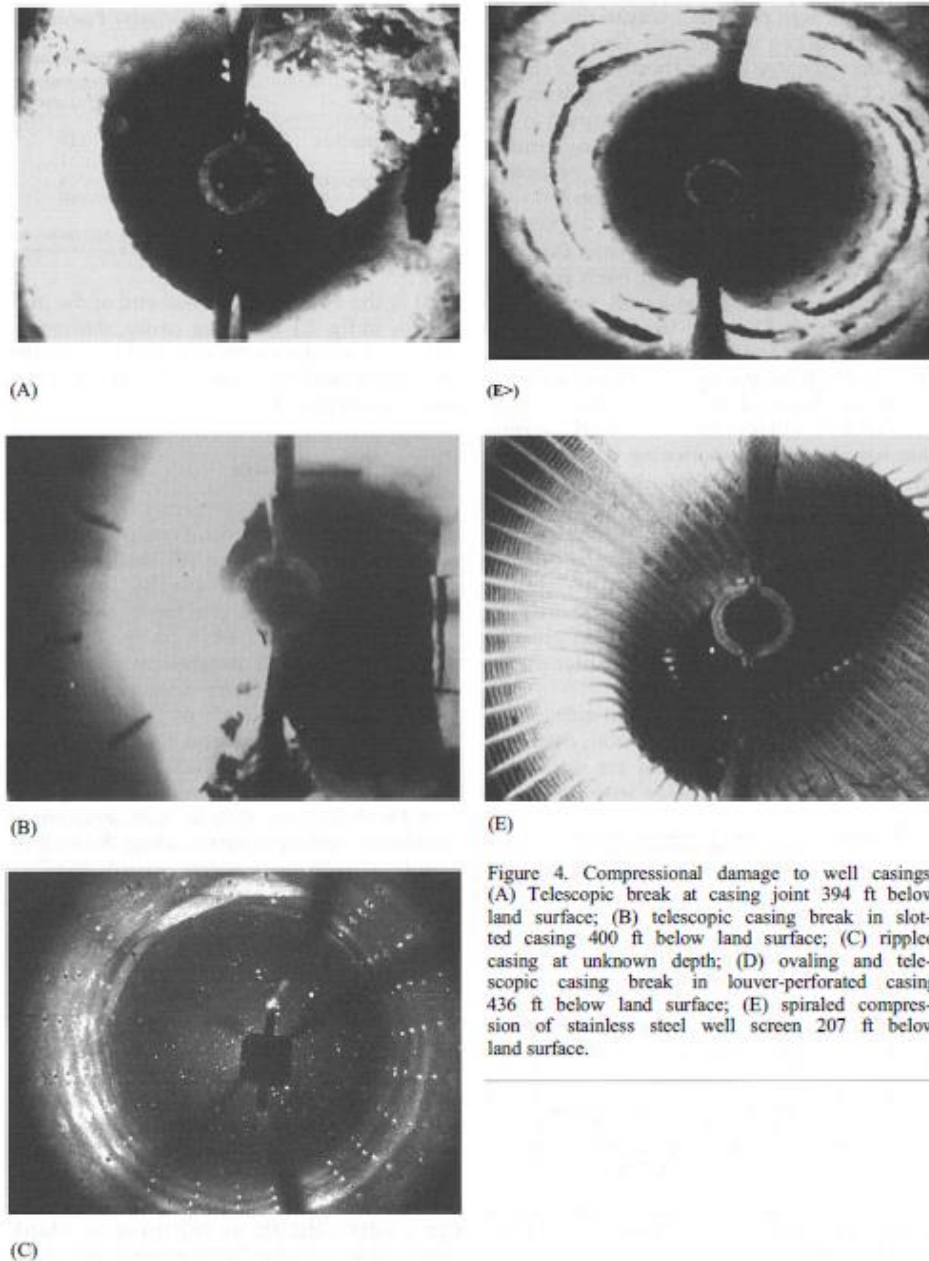 (A)
(E>)
(B)
(E)
Figure 4. Compressional damage to well casings
(A) Telescopic break at casing joint 394 ft below
land surface; (B) telescopic casing break in slot-
ted casing 400 ft below land surface; (C) rippled
casing at unknown depth; (D) ovaling and tele-
scopic casing break in louver-perforated casing
436 ft below land surface; (E) spiraled compres-
sion of stainless steel well screen 207 ft below
land surface.
(C)